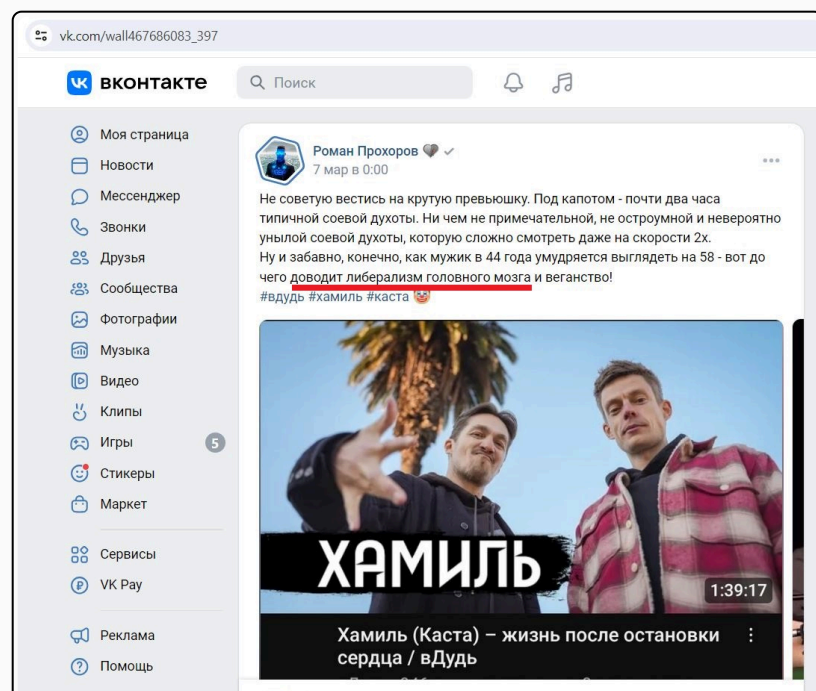 vk.com/wall467686083_397
вконтакте
Поиск
Моя страница
Новости
Мессенджер
Звонки
Друзья
Сообщества
Фотографии
Музыка
Видео
Клипы
Игры 5
Стикеры
Маркет
Сервисы
VK Pay
Реклама
Помощь
Роман Прохоров
7 мар в 0:00
Не советую вестись на крутую превьюшку. Под капотом - почти два часа
типичной соевой духоты. Ни чем не примечательной, не остроумной и невероятно
унылой соевой духоты, которую сложно смотреть даже на скорости 2х.
Ну и забавно, конечно, как мужик в 44 года умудряется выглядеть на 58 - вот до
чего доводит либерализм головного мозга и веганство!
#вдудь #хамиль #каста 🤡
ХАМИЛЬ
1:39:17
Хамиль (Каста) – жизнь после остановки
сердца / вДудь